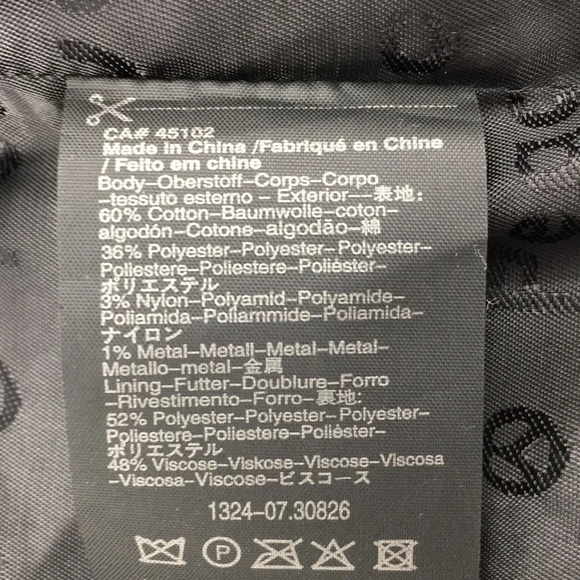 CA# 45102
Made in China /Fabriqué en Chine
/ Feito em chine
Body–Oberstoff–Corps–Corpo
–tessuto esterno – Exterior––表地:
60% Cotton–Baumwolle–coton–
algodón–Cotone–algodão–綿
36% Polyester–Polyester– Polyester–
Poliestere–Poliestere–Poliéster–
ポリエステル
3% Nylon–Polyamid–Polyamide–
Poliamida–Poliammide–Poliamida–
ナイロン
1% Metal–Metall–Metal–Metal–
Metallo–metal–金属
Lining–Futter–Doublure–Forro
–Rivestimento–Forro–裏地:
52% Polyester–Polyester– Polyester–
Poliestere–Poliestere–Poliéster–
ポリエステル
48% Viscose–Viskose–Viscose–Viscosa
–Viscosa–Viscose–ビスコース
1324–07.30826
P